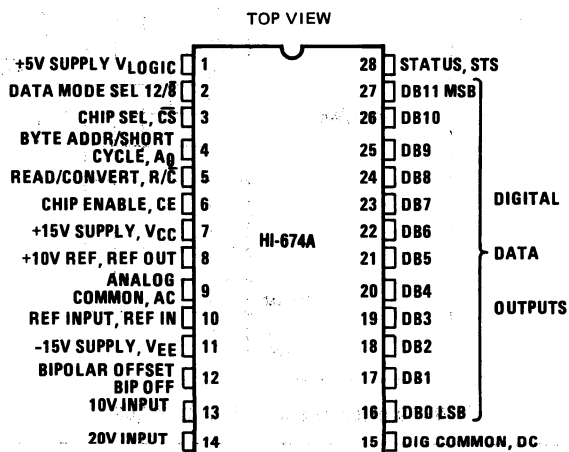 TOP VIEW
+5V SUPPLY VLOGIC 1
DATA MODE SEL 12/8̅ 2
CHIP SEL, C̅S̅ 3
BYTE ADDR/SHORT
CYCLE, A0 4
READ/CONVERT, R/C̅ 5
CHIP ENABLE, CE 6
+15V SUPPLY, VCC 7
+10V REF, REF OUT 8
ANALOG
COMMON, AC 9
REF INPUT, REF IN 10
-15V SUPPLY, VEE 11
BIPOLAR OFFSET
BIP OFF 12
10V INPUT 13
20V INPUT 14
HI-674A
28 STATUS, STS
27 DB11 MSB
26 DB10
25 DB9
24 DB8
23 DB7
22 DB6
21 DB5
20 DB4
19 DB3
18 DB2
17 DB1
16 DB0 LSB
15 DIG COMMON, DC
DIGITAL
DATA
OUTPUTS